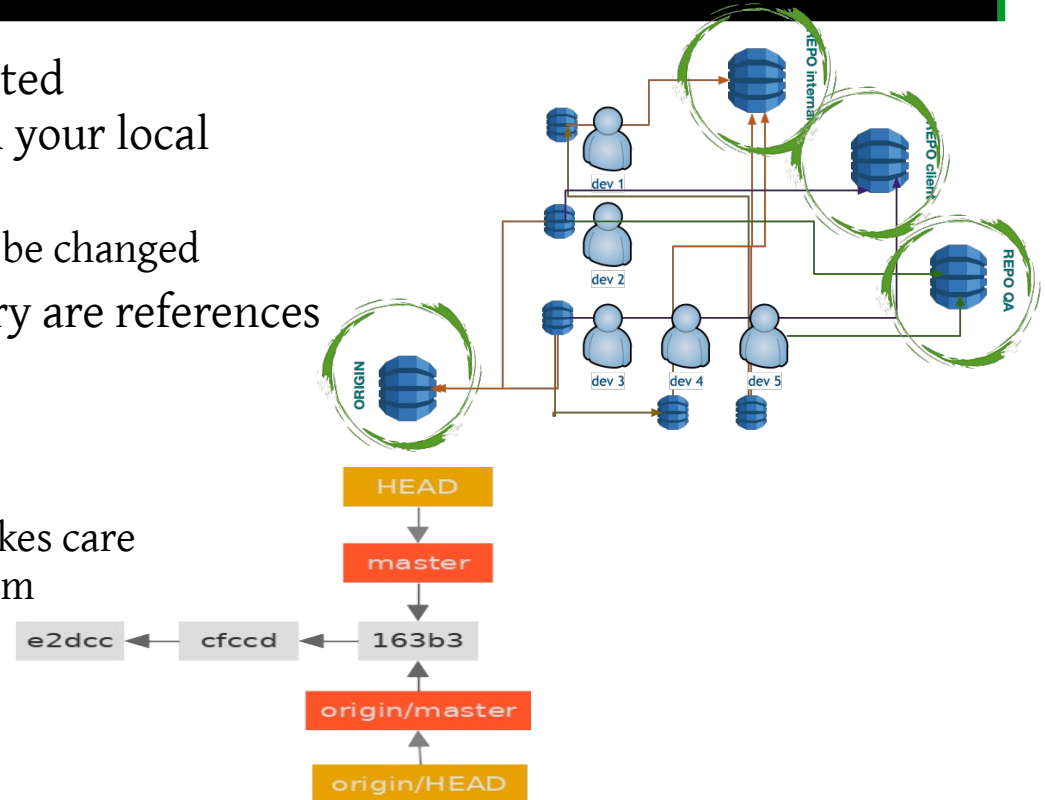 ted
your local
be changed
ry are references
kes care
m
REPO
REPO client
REPO QA
dev 1
dev 2
dev 3
dev 4
dev 5
ORIGIN
HEAD
master
e2dcc
cfccd
163b3
origin/master
origin/HEAD